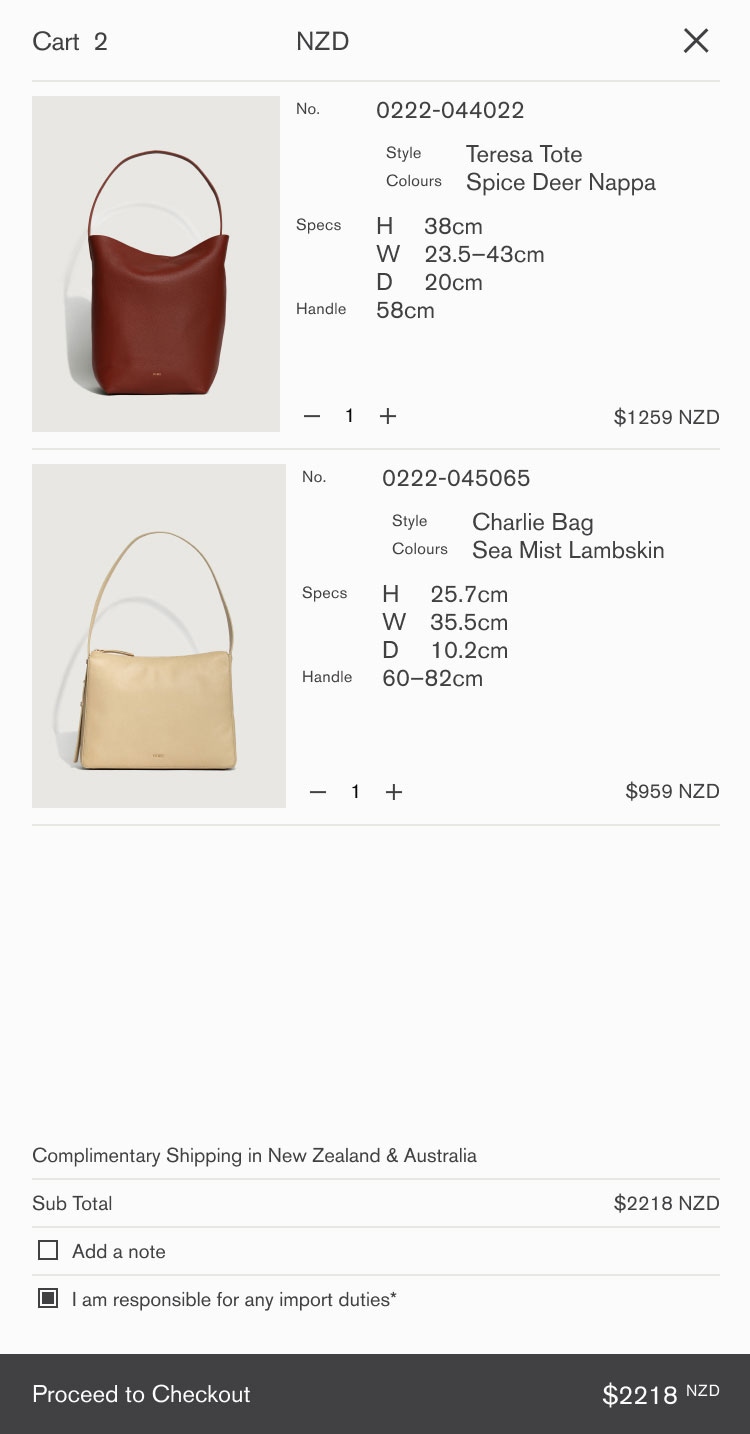 Cart 2 NZD
No. 0222-044022
Style Teresa Tote
Colours Spice Deer Nappa
Specs H 38cm
W 23.5–43cm
D 20cm
Handle 58cm
1 $1259 NZD
No. 0222-045065
Style Charlie Bag
Colours Sea Mist Lambskin
Specs H 25.7cm
W 35.5cm
D 10.2cm
Handle 60–82cm
1 $959 NZD
Complimentary Shipping in New Zealand & Australia
Sub Total $2218 NZD
Add a note
I am responsible for any import duties*
Proceed to Checkout $2218 NZD